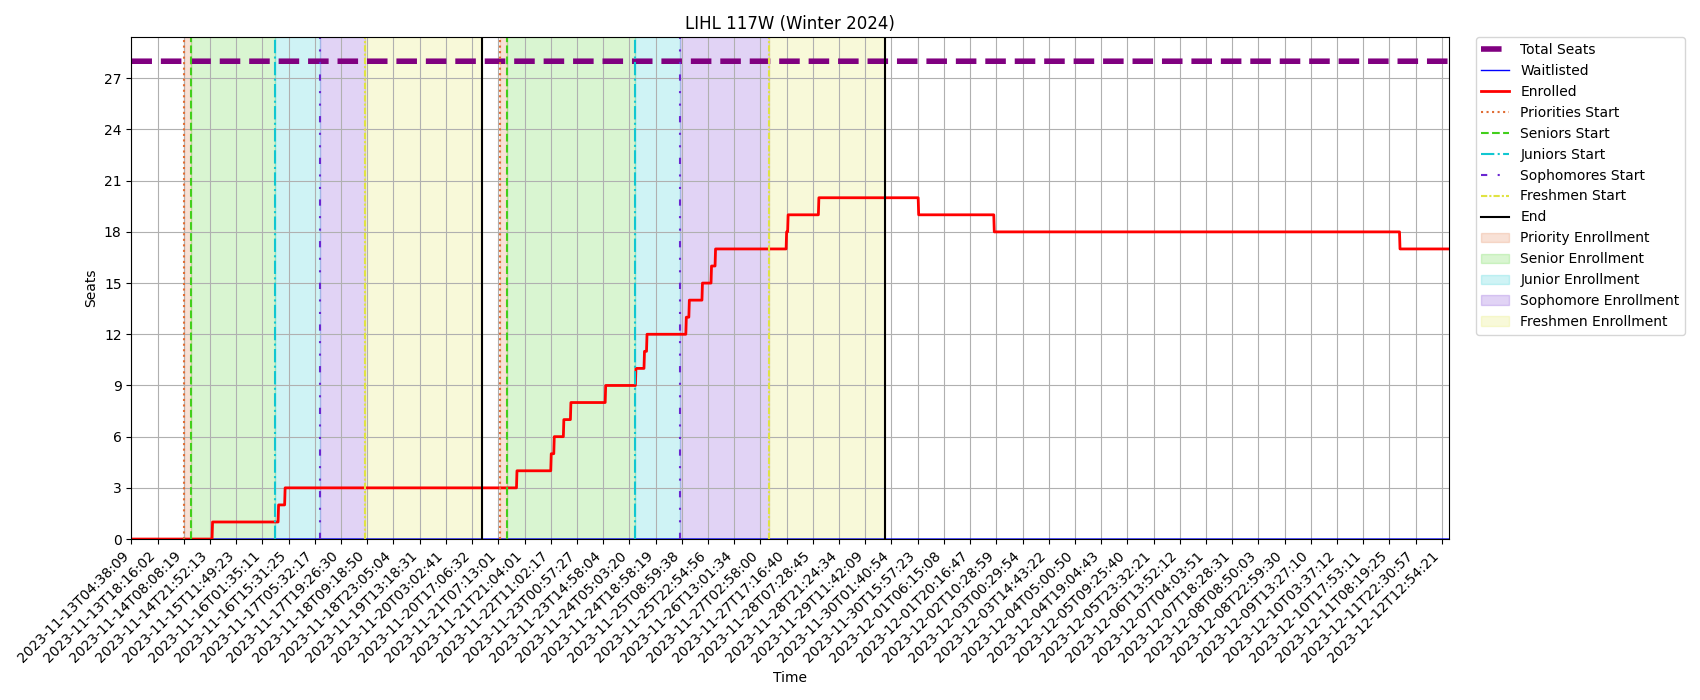 LIHL 117W (Winter 2024)
Seats
27
24
21
18
15
12
9
6
3
0
2023-11-13T04:38:09
2023-11-13T18:16:02
2023-11-14T08:08:19
2023-11-14T21:52:13
2023-11-15T11:49:23
2023-11-16T01:35:11
2023-11-16T15:31:25
2023-11-17T05:32:17
2023-11-17T19:26:30
2023-11-18T09:18:50
2023-11-18T23:05:04
2023-11-19T13:18:31
2023-11-20T03:02:41
2023-11-20T17:06:32
2023-11-21T07:13:01
2023-11-21T21:04:01
2023-11-22T11:02:17
2023-11-23T00:57:27
2023-11-23T14:58:04
2023-11-24T05:03:20
2023-11-24T18:58:19
2023-11-25T08:59:38
2023-11-25T22:54:56
2023-11-26T13:01:34
2023-11-27T02:58:00
2023-11-27T17:16:40
2023-11-28T07:28:45
2023-11-28T21:24:34
2023-11-29T11:42:09
2023-11-30T01:40:54
2023-11-30T15:57:23
2023-12-01T06:15:08
2023-12-01T20:16:47
2023-12-02T10:28:59
2023-12-03T00:29:54
2023-12-03T14:43:22
2023-12-04T05:00:50
2023-12-04T19:04:43
2023-12-05T09:25:40
2023-12-05T23:32:21
2023-12-06T13:52:12
2023-12-07T04:03:51
2023-12-07T18:28:31
2023-12-08T08:50:03
2023-12-08T22:59:30
2023-12-09T13:27:10
2023-12-10T03:37:12
2023-12-10T17:53:11
2023-12-11T08:19:25
2023-12-11T22:30:57
2023-12-12T12:54:21
Time
Total Seats
Waitlisted
Enrolled
Priorities Start
Seniors Start
Juniors Start
Sophomores Start
Freshmen Start
End
Priority Enrollment
Senior Enrollment
Junior Enrollment
Sophomore Enrollment
Freshmen Enrollment